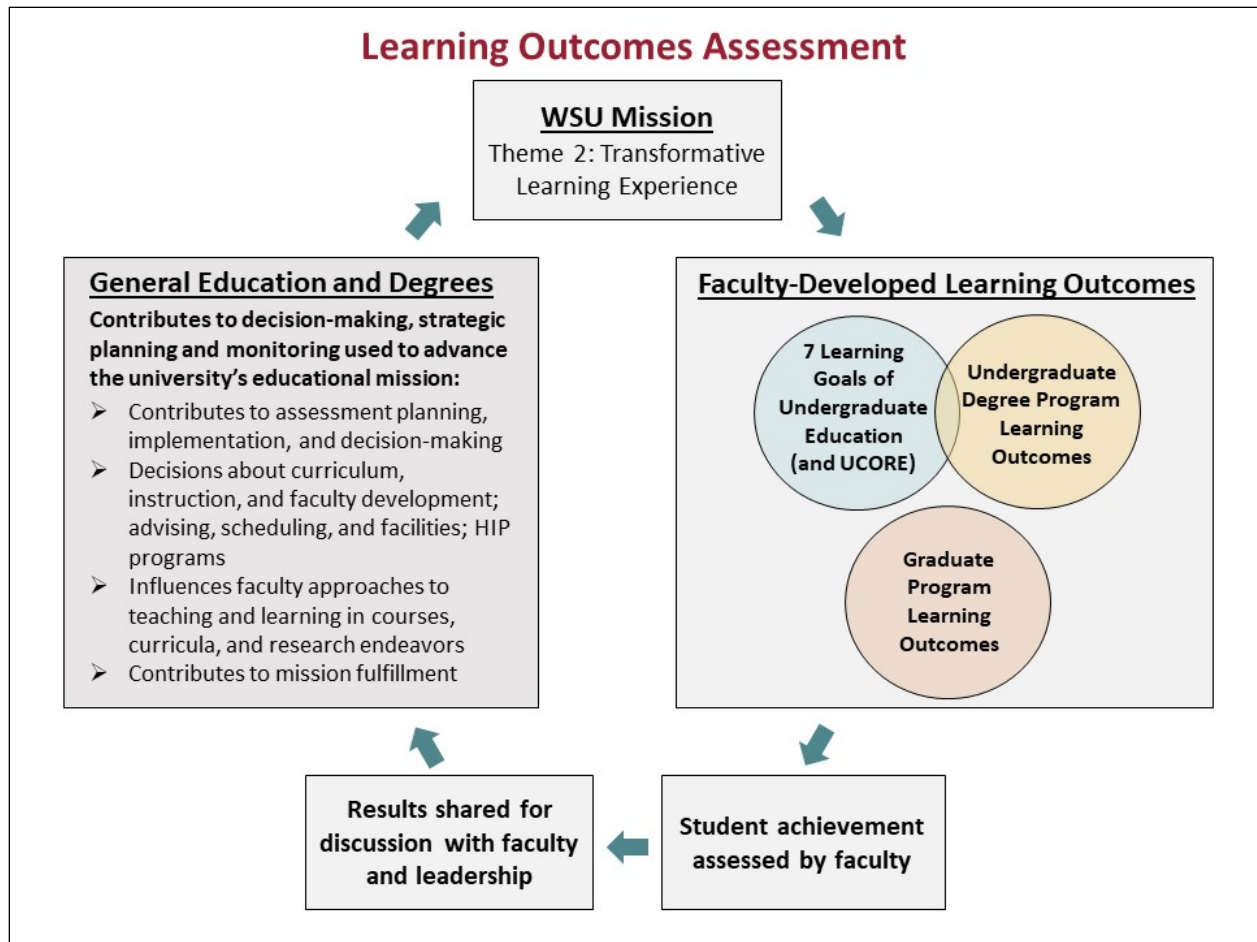 Learning Outcomes Assessment
WSU Mission
Theme 2: Transformative
Learning Experience
General Education and Degrees
Contributes to decision-making, strategic
planning and monitoring used to advance
the university’s educational mission:
➢ Contributes to assessment planning,
implementation, and decision-making
➢ Decisions about curriculum,
instruction, and faculty development;
advising, scheduling, and facilities; HIP
programs
➢ Influences faculty approaches to
teaching and learning in courses,
curricula, and research endeavors
➢ Contributes to mission fulfillment
Faculty-Developed Learning Outcomes
7 Learning
Goals of
Undergraduate
Education
(and UCORE)
Undergraduate
Degree Program
Learning
Outcomes
Graduate
Program
Learning
Outcomes
Results shared for
discussion with faculty
and leadership
Student achievement
assessed by faculty